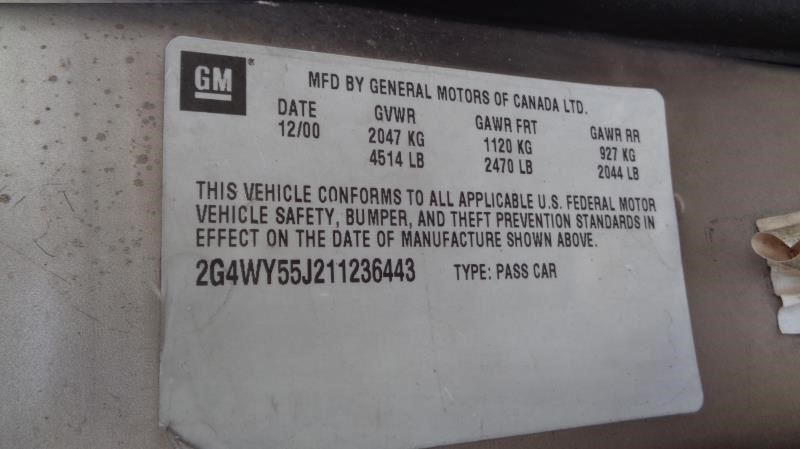 GM ®
MFD BY GENERAL MOTORS OF CANADA LTD.
DATE GVWR GAWR FRT GAWR RR
12/00 2047 KG 1120 KG 927 KG
4514 LB 2470 LB 2044 LB
THIS VEHICLE CONFORMS TO ALL APPLICABLE U.S. FEDERAL MOTOR
VEHICLE SAFETY, BUMPER, AND THEFT PREVENTION STANDARDS IN
EFFECT ON THE DATE OF MANUFACTURE SHOWN ABOVE.
2G4WY55J211236443 TYPE: PASS CAR